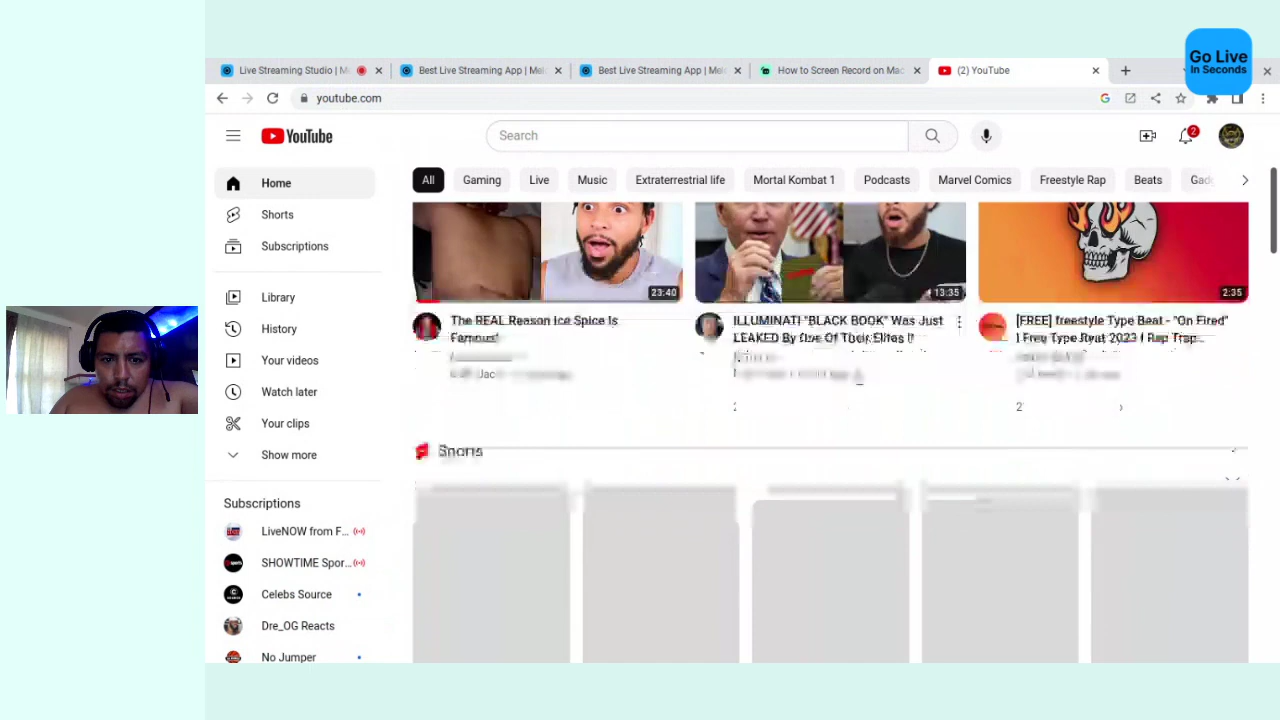 Go Live
In Seconds
Live Streaming Studio | M
Best Live Streaming App | Mel
Best Live Streaming App | Mel
How to Screen Record on Mac
(2) YouTube
youtube.com
YouTube
Search
2
All
Gaming
Live
Music
Extraterrestrial life
Mortal Kombat 1
Podcasts
Marvel Comics
Freestyle Rap
Beats
Gadg
Home
Shorts
Subscriptions
Library
History
Your videos
Watch later
Your clips
Show more
Subscriptions
LiveNOW from F...
SHOWTIME Spor...
Celebs Source
Dre_OG Reacts
No Jumper
23:40
13:35
2:35
The REAL Reason Ice Spice Is
Famous*
ILLUMINATI "BLACK BOOK" Was Just
LEAKED By One Of Their Elites !!
[FREE] freestyle Type Beat - "On Fired"
| Free Type Beat 2023 | Rap Trap...
Shorts